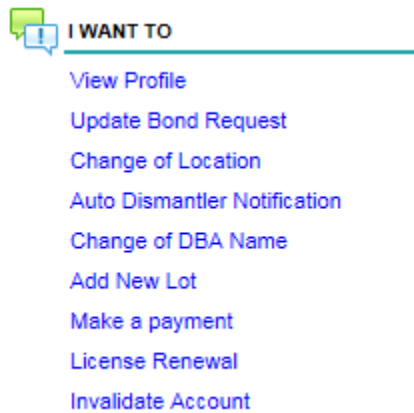 I WANT TO
View Profile
Update Bond Request
Change of Location
Auto Dismantler Notification
Change of DBA Name
Add New Lot
Make a payment
License Renewal
Invalidate Account